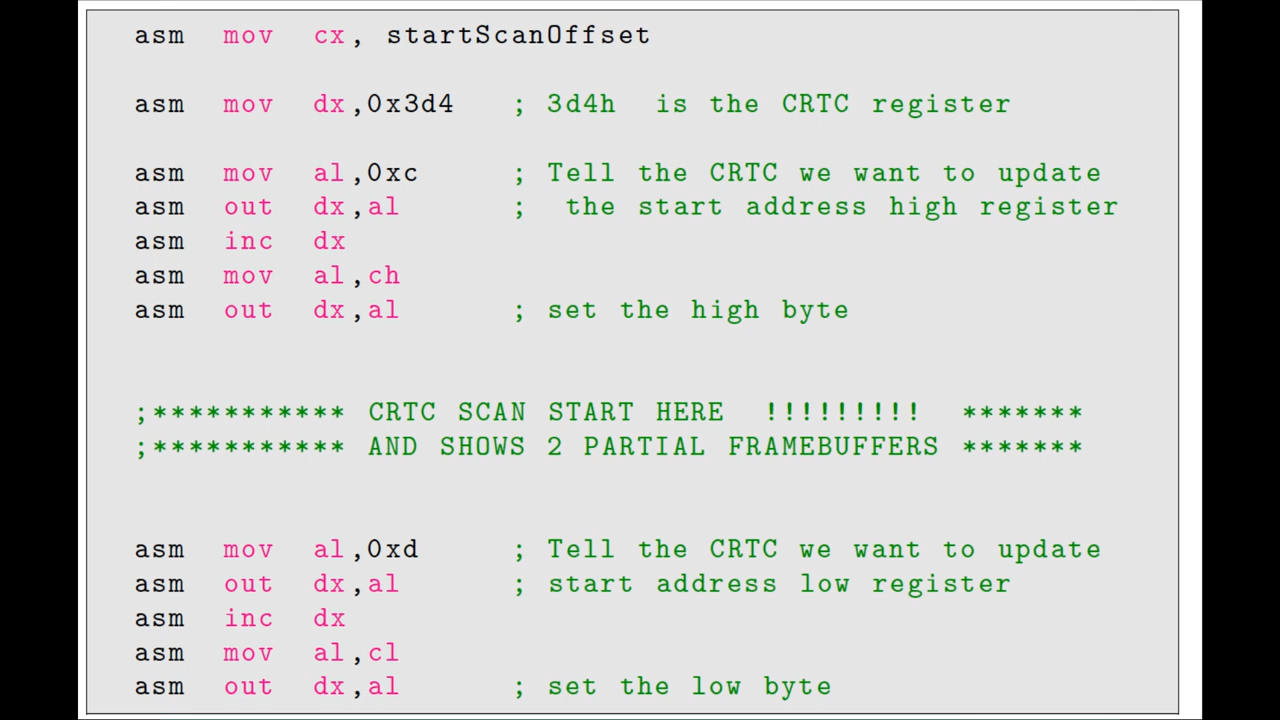 asm mov cx, startScanOffset
asm mov dx,0x3d4 ; 3d4h is the CRTC register
asm mov al,0xc ; Tell the CRTC we want to update
asm out dx,al ; the start address high register
asm inc dx
asm mov al,ch
asm out dx,al ; set the high byte
;*********** CRTC SCAN START HERE !!!!!!!!! *******
;*********** AND SHOWS 2 PARTIAL FRAMEBUFFERS *******
asm mov al,0xd ; Tell the CRTC we want to update
asm out dx,al ; start address low register
asm inc dx
asm mov al,cl
asm out dx,al ; set the low byte